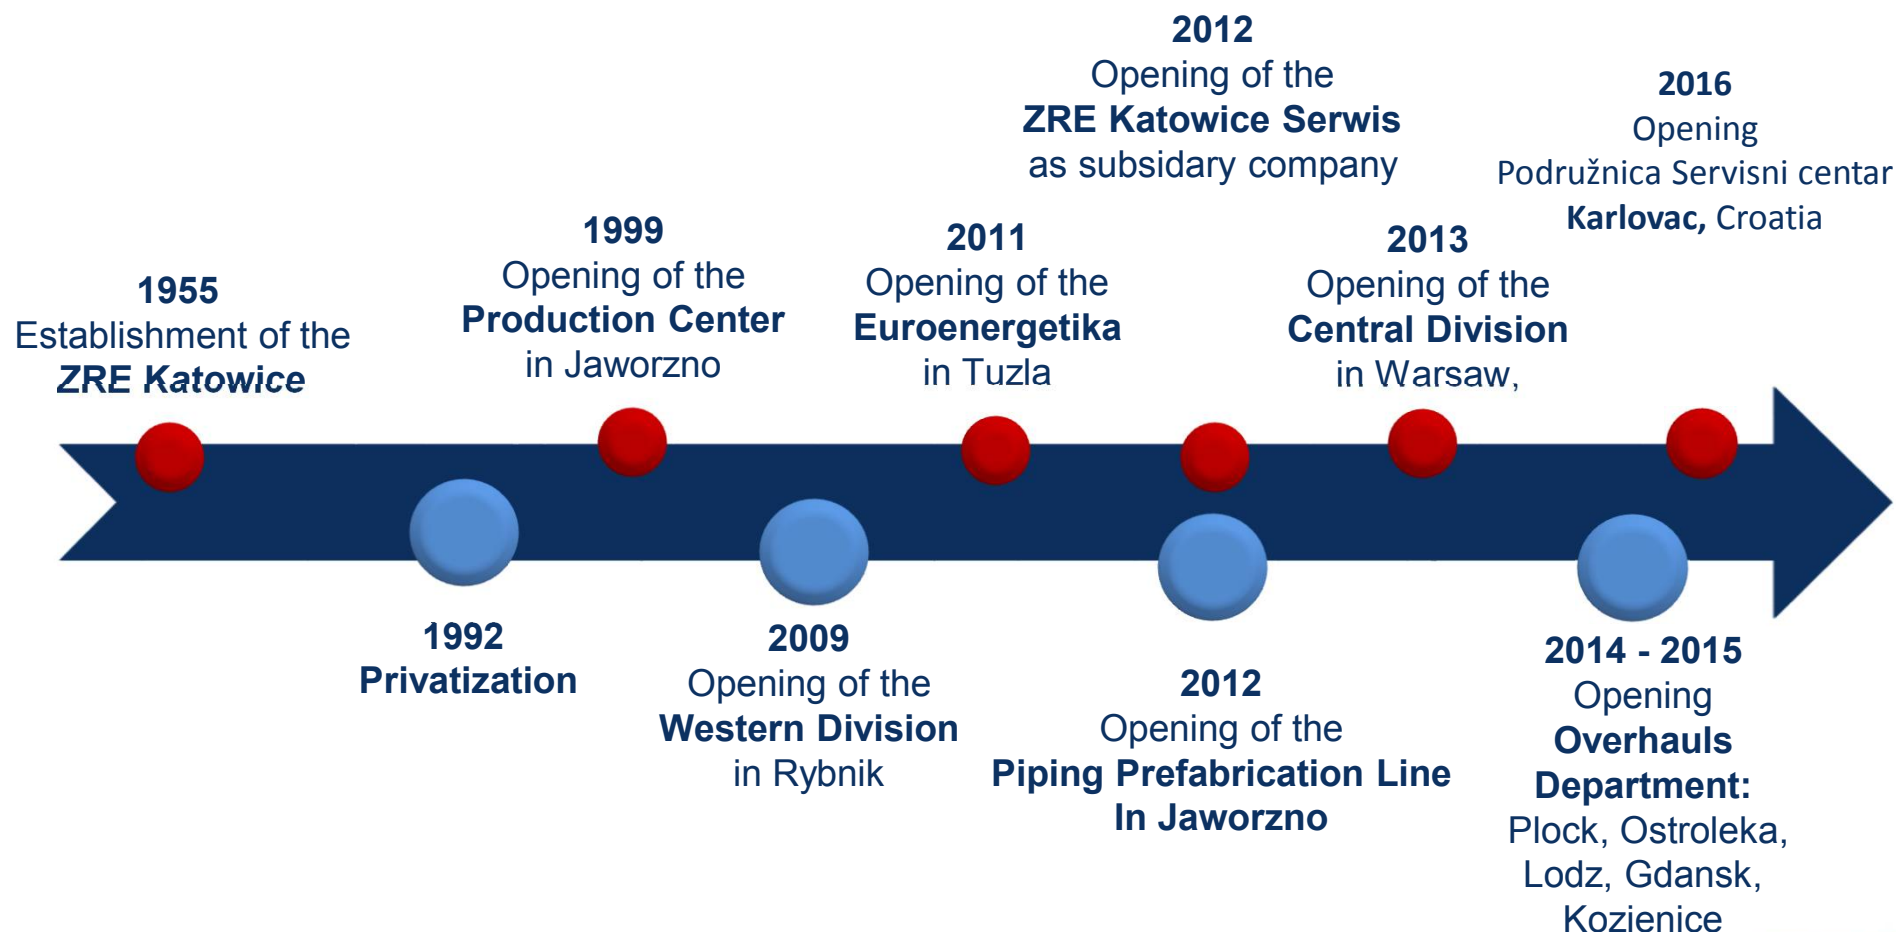 1955
Establishment of the
ZRE Katowice
1992
Privatization
1999
Opening of the
Production Center
in Jaworzno
2009
Opening of the
Western Division
in Rybnik
2011
Opening of the
Euroenergetika
in Tuzla
2012
Opening of the
ZRE Katowice Serwis
as subsidary company
2012
Opening of the
Piping Prefabrication Line
In Jaworzno
2013
Opening of the
Central Division
in Warsaw,
2014 - 2015
Opening
Overhauls
Department:
Plock, Ostroleka,
Lodz, Gdansk,
Kozienice
2016
Opening
Podružnica Servisni centar
Karlovac, Croatia